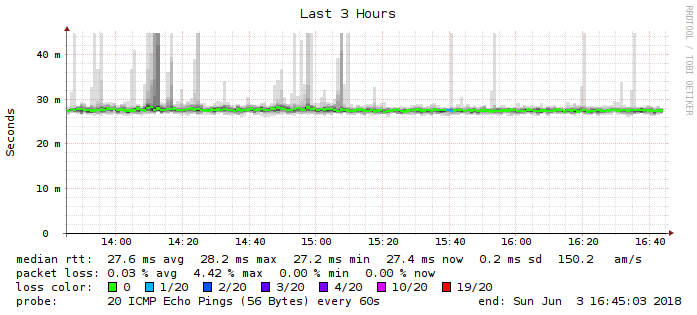 Last 3 Hours
RRDTOOL / TOBI OETIKER
Seconds
40 m
30 m
20 m
10 m
0
14:00 14:20 14:40 15:00 15:20 15:40 16:00 16:20 16:40
median rtt: 27.6 ms avg 28.2 ms max 27.2 ms min 27.4 ms now 0.2 ms sd 150.2 am/s
packet loss: 0.03 % avg 4.42 % max 0.00 % min 0.00 % now
loss color: 0 1/20 2/20 3/20 4/20 10/20 19/20
probe: 20 ICMP Echo Pings (56 Bytes) every 60s end: Sun Jun 3 16:45:03 2018